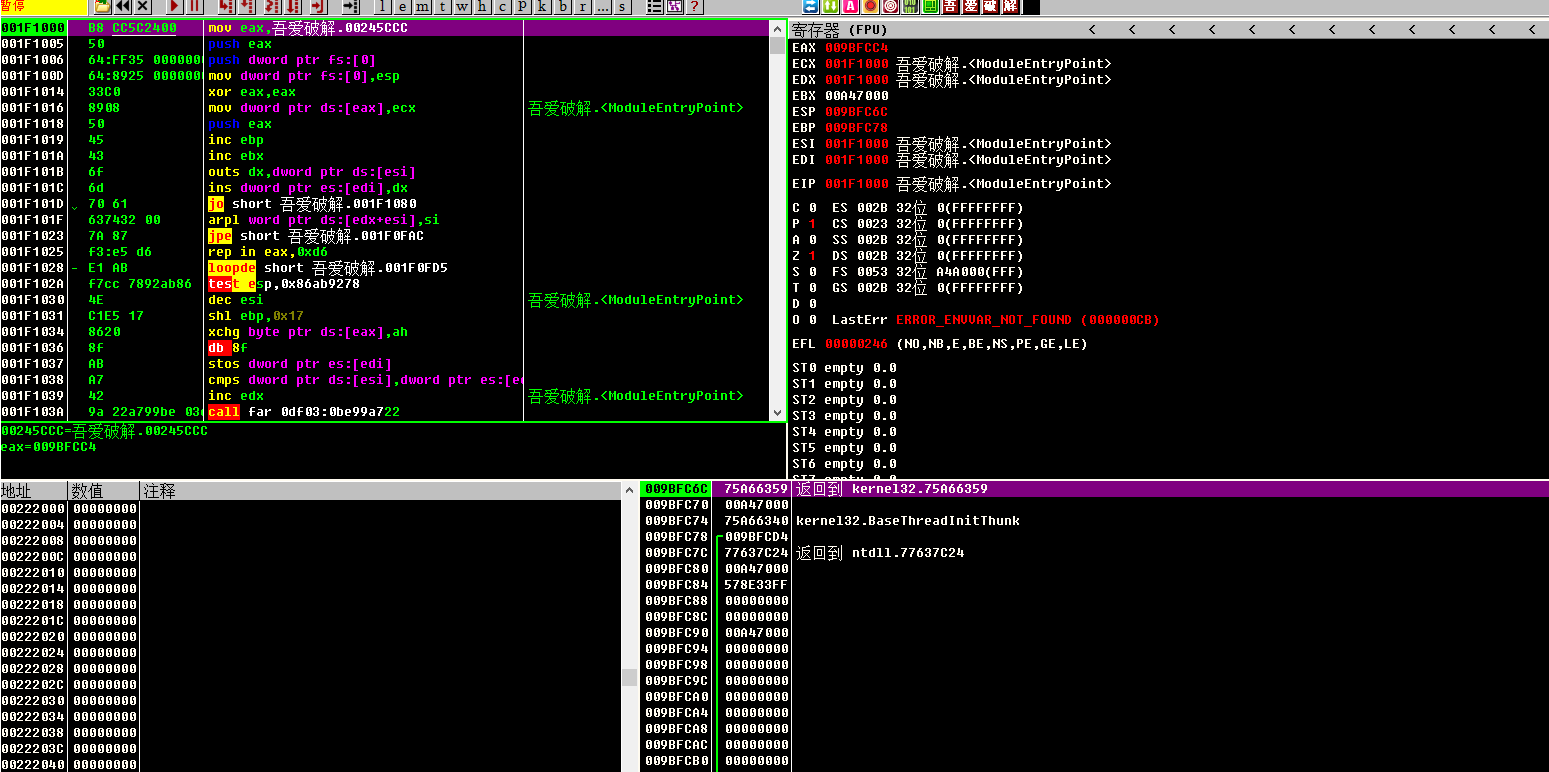 暂停
l e m t w h c p k b r ... s ? A 吾 爱 破 解
001F1000 B8 CC5C2400 mov eax,吾爱破解.00245CCC
001F1005 50 push eax
001F1006 64:FF35 0000000 push dword ptr fs:[0]
001F100D 64:8925 0000000 mov dword ptr fs:[0],esp
001F1014 33C0 xor eax,eax
001F1016 8908 mov dword ptr ds:[eax],ecx 吾爱破解.<ModuleEntryPoint>
001F1018 50 push eax
001F1019 45 inc ebp
001F101A 43 inc ebx
001F101B 6f outs dx,dword ptr ds:[esi]
001F101C 6d ins dword ptr es:[edi],dx
001F101D 70 61 jo short 吾爱破解.001F1080
001F101F 637432 00 arpl word ptr ds:[edx+esi],si
001F1023 7A 87 jpe short 吾爱破解.001F0FAC
001F1025 f3:e5 d6 rep in eax,0xd6
001F1028 - E1 AB loopde short 吾爱破解.001F0FD5
001F102A f7cc 7892ab86 test esp,0x86ab9278
001F1030 4E dec esi 吾爱破解.<ModuleEntryPoint>
001F1031 C1E5 17 shl ebp,0x17
001F1034 8620 xchg byte ptr ds:[eax],ah
001F1036 8f db 8f
001F1037 AB stos dword ptr es:[edi]
001F1038 A7 cmps dword ptr ds:[esi],dword ptr es:[e
001F1039 42 inc edx 吾爱破解.<ModuleEntryPoint>
001F103A 9a 22a799be 03 call far 0df03:0be99a722
00245CCC=吾爱破解.00245CCC
eax=009BFCC4
寄存器 (FPU) < < < < < < < < < < < <
EAX 009BFCC4
ECX 001F1000 吾爱破解.<ModuleEntryPoint>
EDX 001F1000 吾爱破解.<ModuleEntryPoint>
EBX 00A47000
ESP 009BFC6C
EBP 009BFC78
ESI 001F1000 吾爱破解.<ModuleEntryPoint>
EDI 001F1000 吾爱破解.<ModuleEntryPoint>
EIP 001F1000 吾爱破解.<ModuleEntryPoint>
C 0 ES 002B 32位 0(FFFFFFFF)
P 1 CS 0023 32位 0(FFFFFFFF)
A 0 SS 002B 32位 0(FFFFFFFF)
Z 1 DS 002B 32位 0(FFFFFFFF)
S 0 FS 0053 32位 A4A000(FFF)
T 0 GS 002B 32位 0(FFFFFFFF)
D 0
O 0 LastErr ERROR_ENVVAR_NOT_FOUND (000000CB)
EFL 00000246 (NO,NB,E,BE,NS,PE,GE,LE)
ST0 empty 0.0
ST1 empty 0.0
ST2 empty 0.0
ST3 empty 0.0
ST4 empty 0.0
ST5 empty 0.0
ST6 empty 0.0
ST7 empty 0.0
地址 数值 注释
00222000 00000000
00222004 00000000
00222008 00000000
0022200C 00000000
00222010 00000000
00222014 00000000
00222018 00000000
0022201C 00000000
00222020 00000000
00222024 00000000
00222028 00000000
0022202C 00000000
00222030 00000000
00222034 00000000
00222038 00000000
0022203C 00000000
00222040 00000000
009BFC6C 75A66359 返回到 kernel32.75A66359
009BFC70 00A47000
009BFC74 75A66340 kernel32.BaseThreadInitThunk
009BFC78 009BFCD4
009BFC7C 77637C24 返回到 ntdll.77637C24
009BFC80 00A47000
009BFC84 578E33FF
009BFC88 00000000
009BFC8C 00000000
009BFC90 00A47000
009BFC94 00000000
009BFC98 00000000
009BFC9C 00000000
009BFCA0 00000000
009BFCA4 00000000
009BFCA8 00000000
009BFCAC 00000000
009BFCB0 00000000